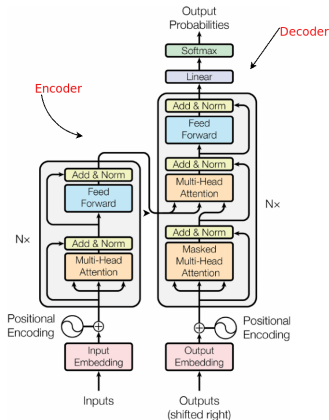 Output
Probabilities
Softmax
Linear
Decoder
Add & Norm
Feed
Forward
Add & Norm
Multi-Head
Attention
Add & Norm
Masked
Multi-Head
Attention
N×
Positional
Encoding
Output
Embedding
Outputs
(shifted right)
Encoder
Add & Norm
Feed
Forward
Add & Norm
Multi-Head
Attention
N×
Positional
Encoding
Input
Embedding
Inputs